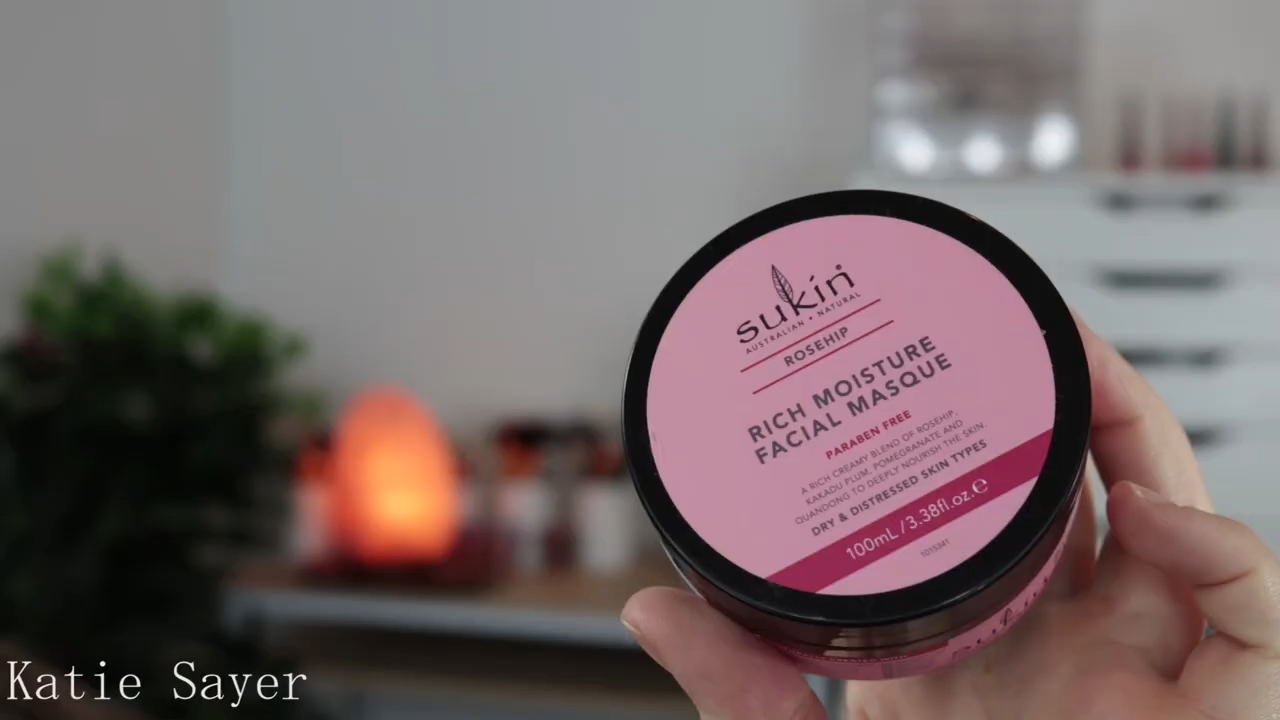 sukin
AUSTRALIAN • NATURAL
ROSEHIP
RICH MOISTURE
FACIAL MASQUE
PARABEN FREE
A RICH CREAMY BLEND OF ROSEHIP,
KAKADU PLUM, POMEGRANATE AND
QUANDONG TO DEEPLY NOURISH THE SKIN.
DRY & DISTRESSED SKIN TYPES
100mL / 3.38fl.oz.℮
1015341
Katie Sayer